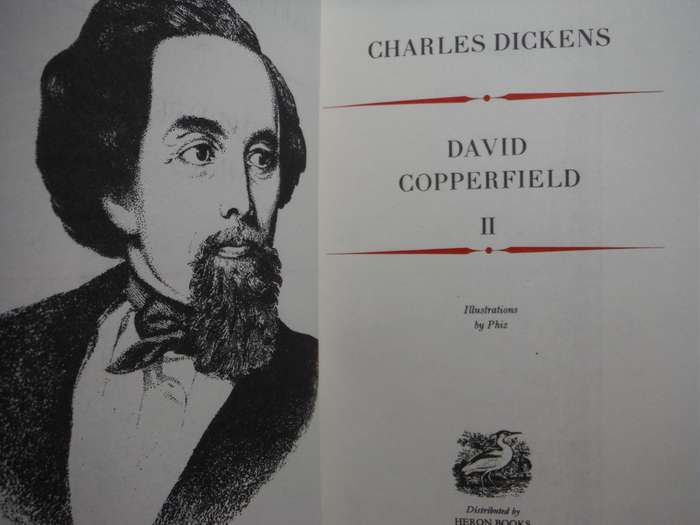 CHARLES DICKENS
DAVID
COPPERFIELD
II
Illustrations
by Phiz
Distributed by
HERON BOOKS